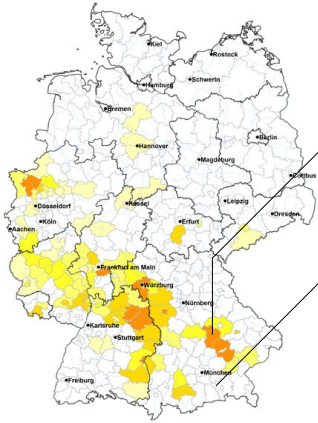 Kiel
Rostock
Schwerin
Hamburg
Bremen
Berlin
Hannover
Magdeburg
Cottbus
Kassel
Leipzig
Düsseldorf
Dresden
Erfurt
Köln
Aachen
Frankfurt am Main
Würzburg
Nürnberg
Karlsruhe
Stuttgart
München
Freiburg